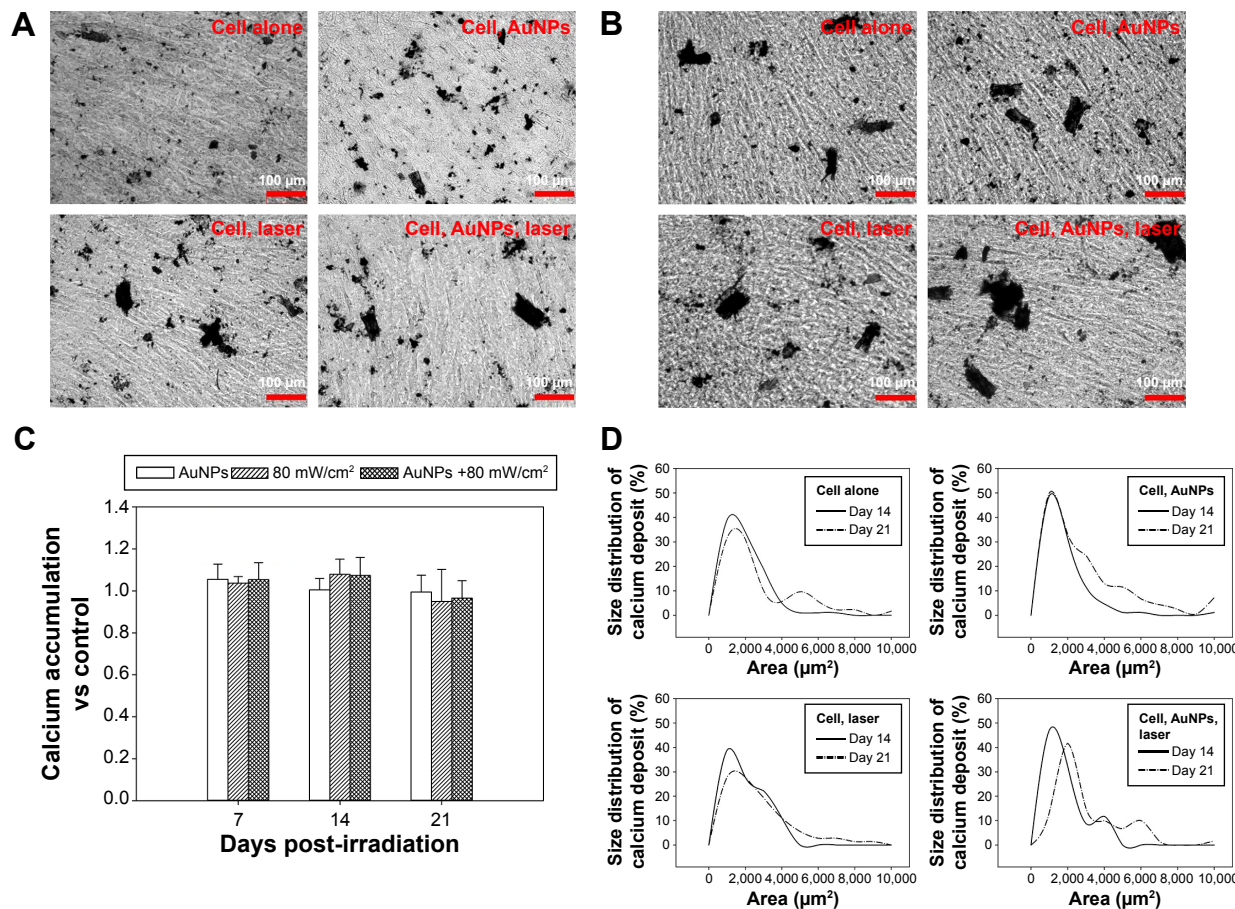 A
Cell alone
100 µm
Cell, AuNPs
100 µm
Cell, laser
100 µm
Cell, AuNPs, laser
100 µm
B
Cell alone
100 µm
Cell, AuNPs
100 µm
Cell, laser
100 µm
Cell, AuNPs, laser
100 µm
C
AuNPs
80 mW/cm²
AuNPs +80 mW/cm²
Calcium accumulation
vs control
1.4
1.2
1.0
0.8
0.6
0.4
0.2
0.0
7
14
21
Days post-irradiation
D
Size distribution of
calcium deposit (%)
60
50
40
30
20
10
0
Cell alone
Day 14
Day 21
0
2,000
4,000
6,000
8,000
10,000
Area (µm²)
Size distribution of
calcium deposit (%)
60
50
40
30
20
10
0
Cell, AuNPs
Day 14
Day 21
0
2,000
4,000
6,000
8,000
10,000
Area (µm²)
Size distribution of
calcium deposit (%)
60
50
40
30
20
10
0
Cell, laser
Day 14
Day 21
0
2,000
4,000
6,000
8,000
10,000
Area (µm²)
Size distribution of
calcium deposit (%)
60
50
40
30
20
10
0
Cell, AuNPs,
laser
Day 14
Day 21
0
2,000
4,000
6,000
8,000
10,000
Area (µm²)